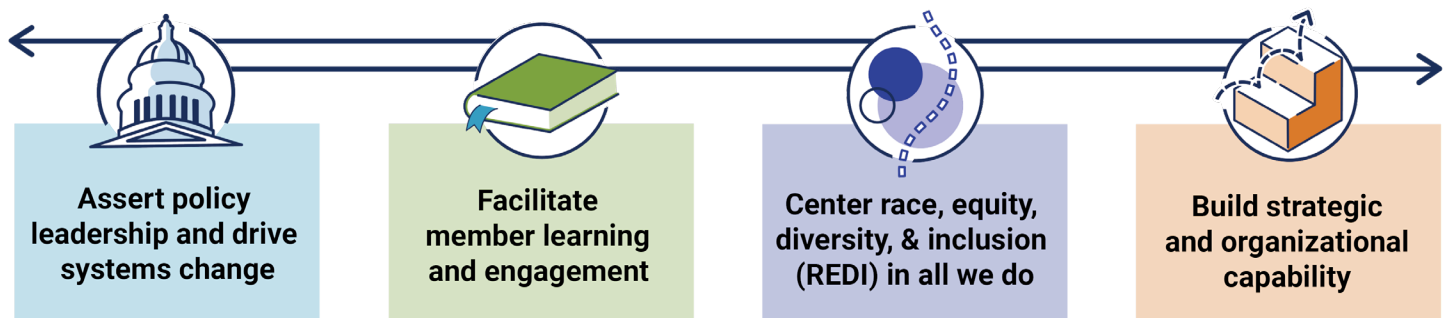 Assert policy
leadership and drive
systems change
Facilitate
member learning
and engagement
Center race, equity,
diversity, & inclusion
(REDI) in all we do
Build strategic
and organizational
capability